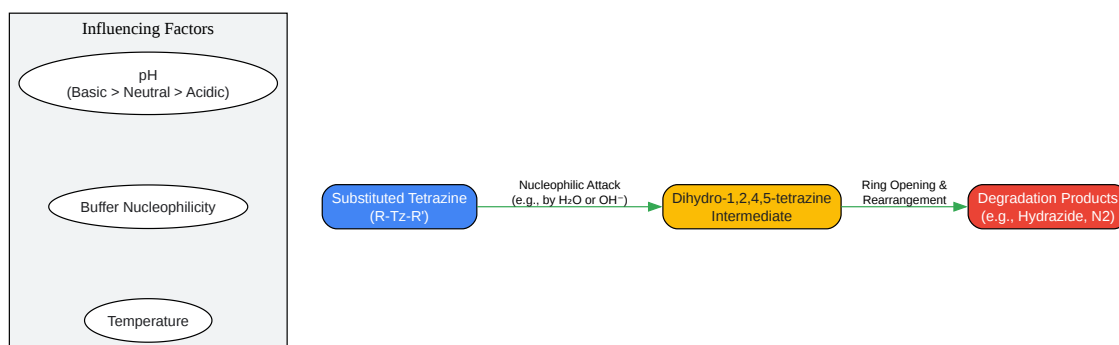 Influencing Factors
pH
(Basic > Neutral > Acidic)
Buffer Nucleophilicity
Temperature
Substituted Tetrazine
(R-Tz-R')
Nucleophilic Attack
(e.g., by H₂O or OH⁻)
Dihydro-1,2,4,5-tetrazine
Intermediate
Ring Opening &
Rearrangement
Degradation Products
(e.g., Hydrazide, N2)